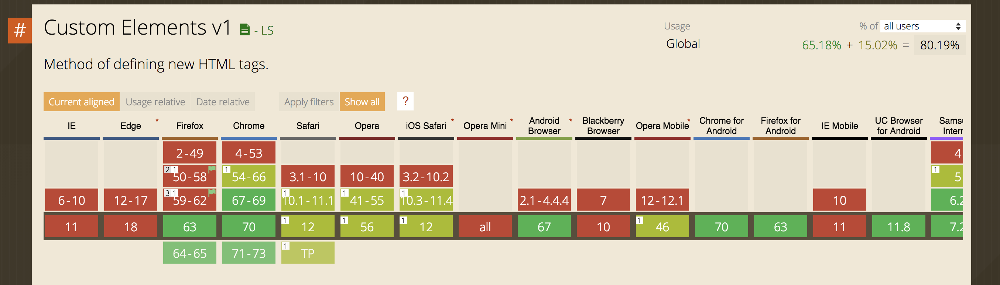 #
Custom Elements v1 - LS
Usage % of all users
Global 65.18% + 15.02% = 80.19%
Method of defining new HTML tags.
Current aligned Usage relative Date relative Apply filters Show all ?
IE Edge * Firefox Chrome Safari Opera iOS Safari * Opera Mini * Android Browser * Blackberry Browser Opera Mobile * Chrome for Android Firefox for Android IE Mobile UC Browser for Android
2-49 4-53 4
2 1 50-58 1 54-66 3.1-10 10-40 3.2-10.2 1 5
6-10 12-17 3 1 59-62 67-69 1 10.1-11.1 1 41-55 1 10.3-11.4 2.1-4.4.4 7 12-12.1 10 6.2
11 18 63 70 1 12 1 56 1 12 all 67 10 1 46 70 63 11 11.8 7.2
64-65 71-73 1 TP